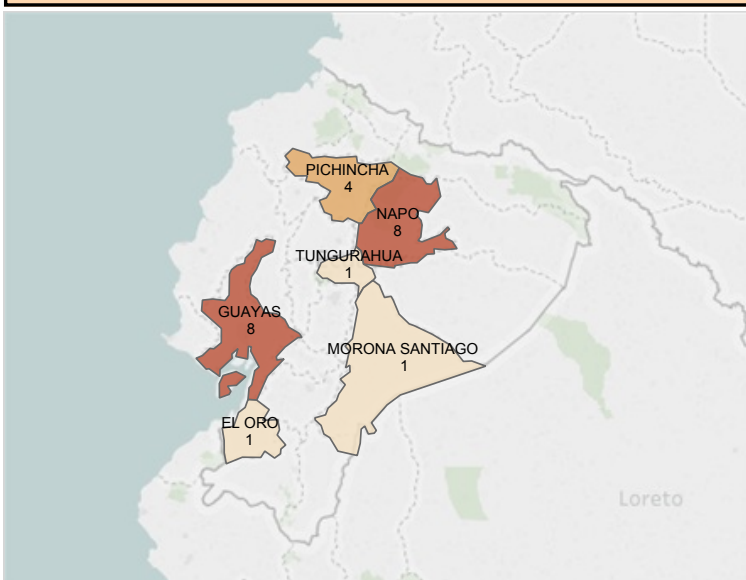 PICHINCHA
4
NAPO
8
TUNGURAHUA
1
GUAYAS
8
MORONA SANTIAGO
1
EL ORO
1
Loreto